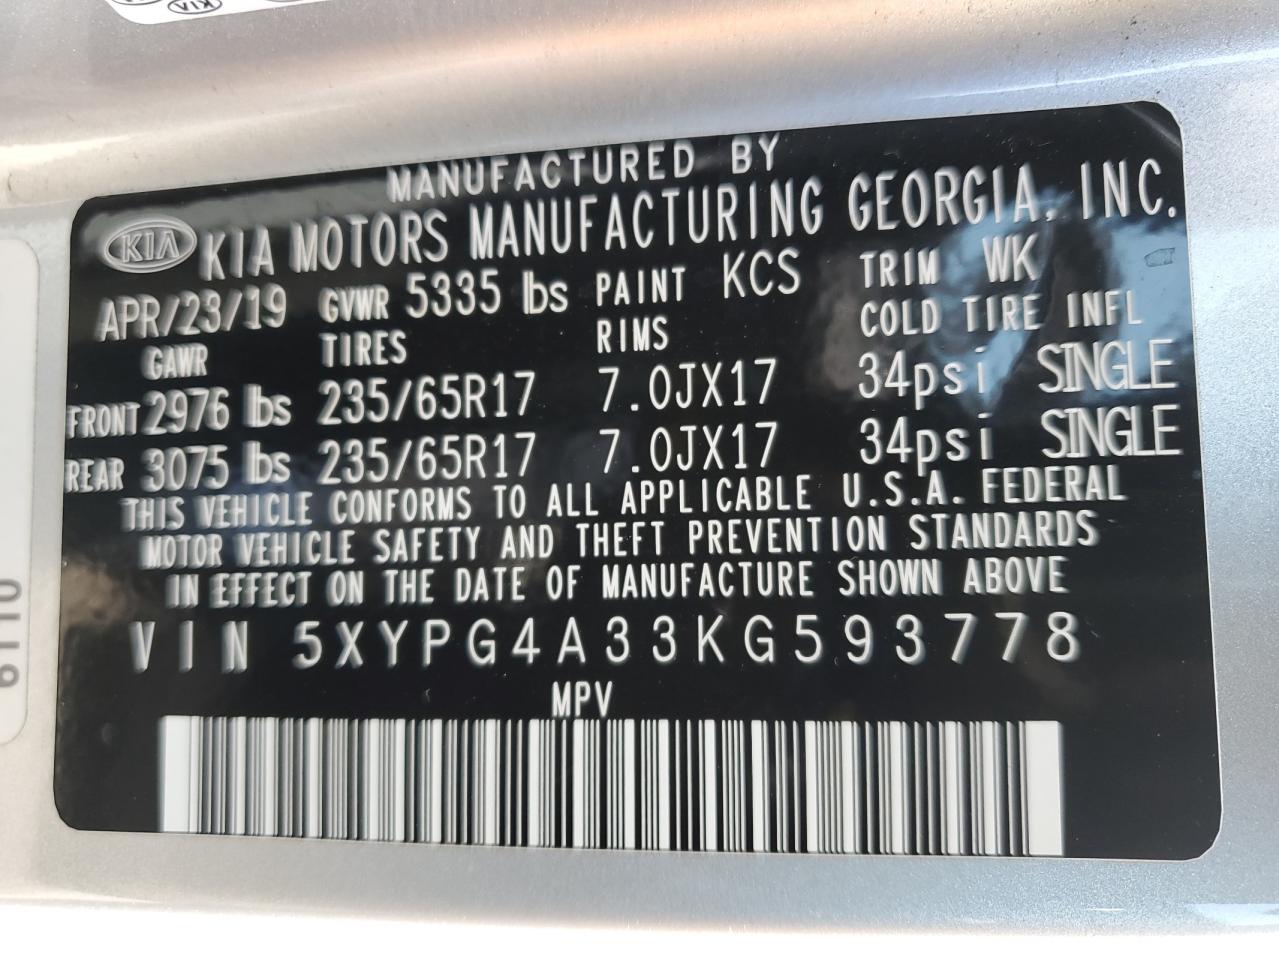 KIA
MANUFACTURED BY
KIA KIA MOTORS MANUFACTURING GEORGIA, INC.
APR/23/19 GVWR 5335 lbs PAINT KCS TRIM WK
GAWR TIRES RIMS COLD TIRE INFL
FRONT 2976 lbs 235/65R17 7.0JX17 34psi SINGLE
REAR 3075 lbs 235/65R17 7.0JX17 34psi SINGLE
THIS VEHICLE CONFORMS TO ALL APPLICABLE U.S.A. FEDERAL
MOTOR VEHICLE SAFETY AND THEFT PREVENTION STANDARDS
IN EFFECT ON THE DATE OF MANUFACTURE SHOWN ABOVE
VIN 5XYPG4A33KG593778
MPV